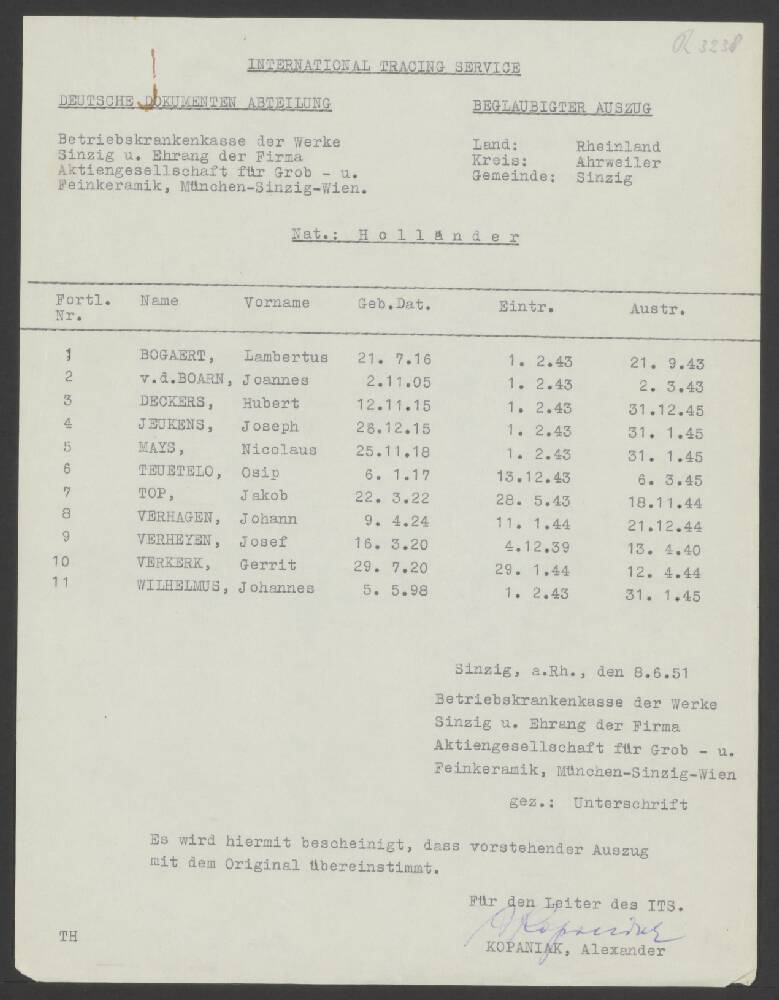 R 3238
INTERNATIONAL TRACING SERVICE
DEUTSCHE DOKUMENTEN ABTEILUNG BEGLAUBIGTER AUSZUG
Betriebskrankenkasse der Werke Land: Rheinland
Sinzig u. Ehrang der Firma Kreis: Ahrweiler
Aktiengesellschaft für Grob - u. Gemeinde: Sinzig
Feinkeramik, München-Sinzig-Wien.
Nat.: Holländer
Fortl. Name Vorname Geb.Dat. Eintr. Austr.
Nr.
1 BOGAERT, Lambertus 21. 7.16 1. 2.43 21. 9.43
2 v.d.BOARN, Joannes 2.11.05 1. 2.43 2. 3.43
3 DECKERS, Hubert 12.11.15 1. 2.43 31.12.45
4 JEUKENS, Joseph 28.12.15 1. 2.43 31. 1.45
5 MAYS, Nicolaus 25.11.18 1. 2.43 31. 1.45
6 TEUETELO, Osip 6. 1.17 13.12.43 6. 3.45
7 TOP, Jakob 22. 3.22 28. 5.43 18.11.44
8 VERHAGEN, Johann 9. 4.24 11. 1.44 21.12.44
9 VERHEYEN, Josef 16. 3.20 4.12.39 13. 4.40
10 VERKERK, Gerrit 29. 7.20 29. 1.44 12. 4.44
11 WILHELMUS, Johannes 5. 5.98 1. 2.43 31. 1.45
Sinzig, a.Rh., den 8.6.51
Betriebskrankenkasse der Werke
Sinzig u. Ehrang der Firma
Aktiengesellschaft für Grob - u.
Feinkeramik, München-Sinzig-Wien
gez.: Unterschrift
Es wird hiermit bescheinigt, dass vorstehender Auszug
mit dem Original übereinstimmt.
Für den Leiter des ITS.
A Kopaniak
TH KOPANIAK, Alexander